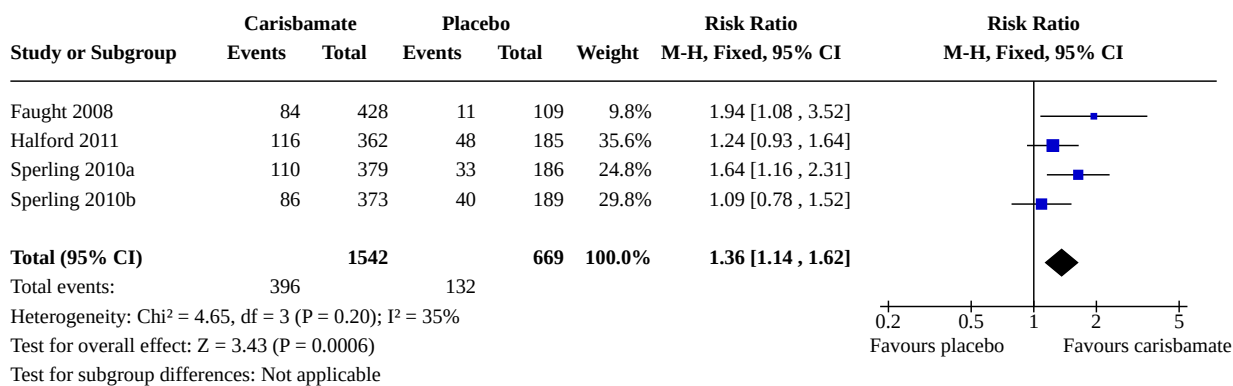 Carisbamate Placebo Risk Ratio Risk Ratio
Study or Subgroup Events Total Events Total Weight M-H, Fixed, 95% CI M-H, Fixed, 95% CI
Faught 2008 84 428 11 109 9.8% 1.94 [1.08 , 3.52]
Halford 2011 116 362 48 185 35.6% 1.24 [0.93 , 1.64]
Sperling 2010a 110 379 33 186 24.8% 1.64 [1.16 , 2.31]
Sperling 2010b 86 373 40 189 29.8% 1.09 [0.78 , 1.52]
Total (95% CI) 1542 669 100.0% 1.36 [1.14 , 1.62]
Total events: 396 132
Heterogeneity: Chi² = 4.65, df = 3 (P = 0.20); I² = 35% 0.2 0.5 1 2 5
Test for overall effect: Z = 3.43 (P = 0.0006) Favours placebo Favours carisbamate
Test for subgroup differences: Not applicable